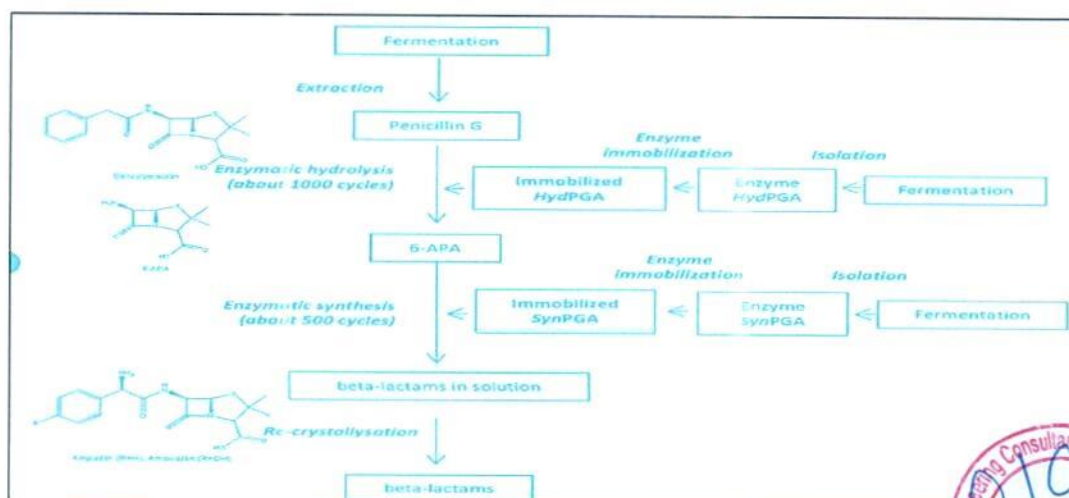 Fermentation
Extraction
Penicillin G
Enzymatic hydrolysis
(about 1000 cycles)
Enzyme
immobilization
Isolation
Immobilized
HydPGA
Enzyme
HydPGA
Fermentation
6-APA
Enzymatic synthesis
(about 500 cycles)
Enzyme
immobilization
Isolation
Immobilized
SynPGA
Enzyme
SynPGA
Fermentation
beta-lactams in solution
Re-crystallysation
beta-lactams